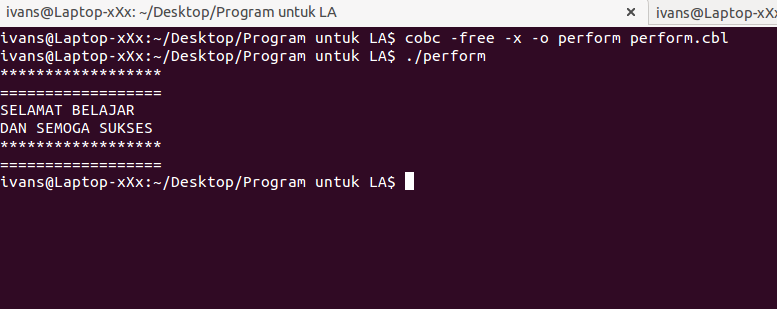 ivans@Laptop-xXx: ~/Desktop/Program untuk LA × ivans@Laptop-xX
ivans@Laptop-xXx:~/Desktop/Program untuk LA$ cobc -free -x -o perform perform.cbl
ivans@Laptop-xXx:~/Desktop/Program untuk LA$ ./perform
******************
==================
SELAMAT BELAJAR
DAN SEMOGA SUKSES
******************
==================
ivans@Laptop-xXx:~/Desktop/Program untuk LA$